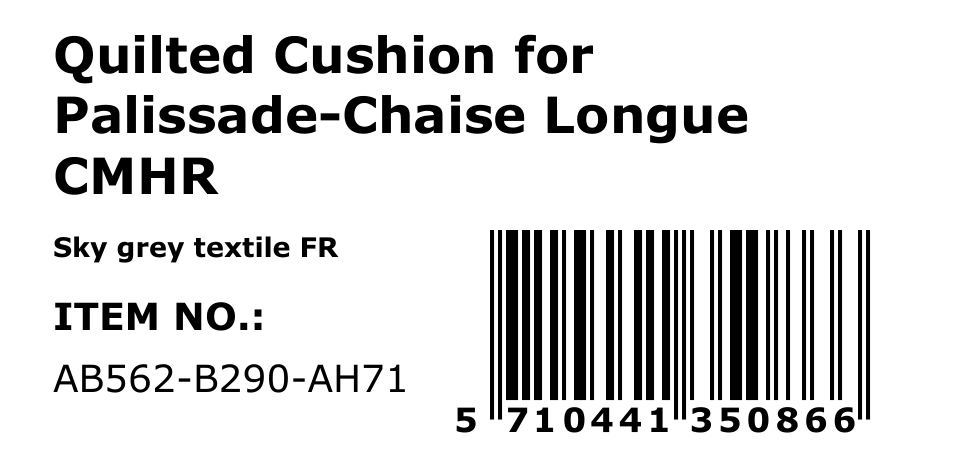 Quilted Cushion for
Palissade-Chaise Longue
CMHR
Sky grey textile FR
ITEM NO.:
AB562-B290-AH71
5 710441 350866